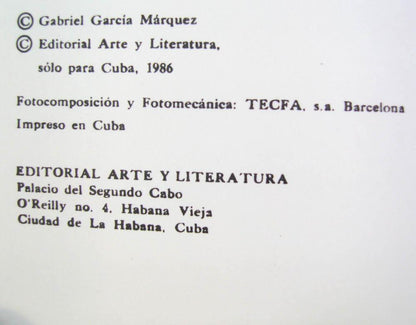 © Gabriel García Márquez
© Editorial Arte y Literatura,
sólo para Cuba, 1986
Fotocomposición y Fotomecánica: TECFA, s.a. Barcelona
Impreso en Cuba
EDITORIAL ARTE Y LITERATURA
Palacio del Segundo Cabo
O'Reilly no. 4, Habana Vieja
Ciudad de La Habana, Cuba